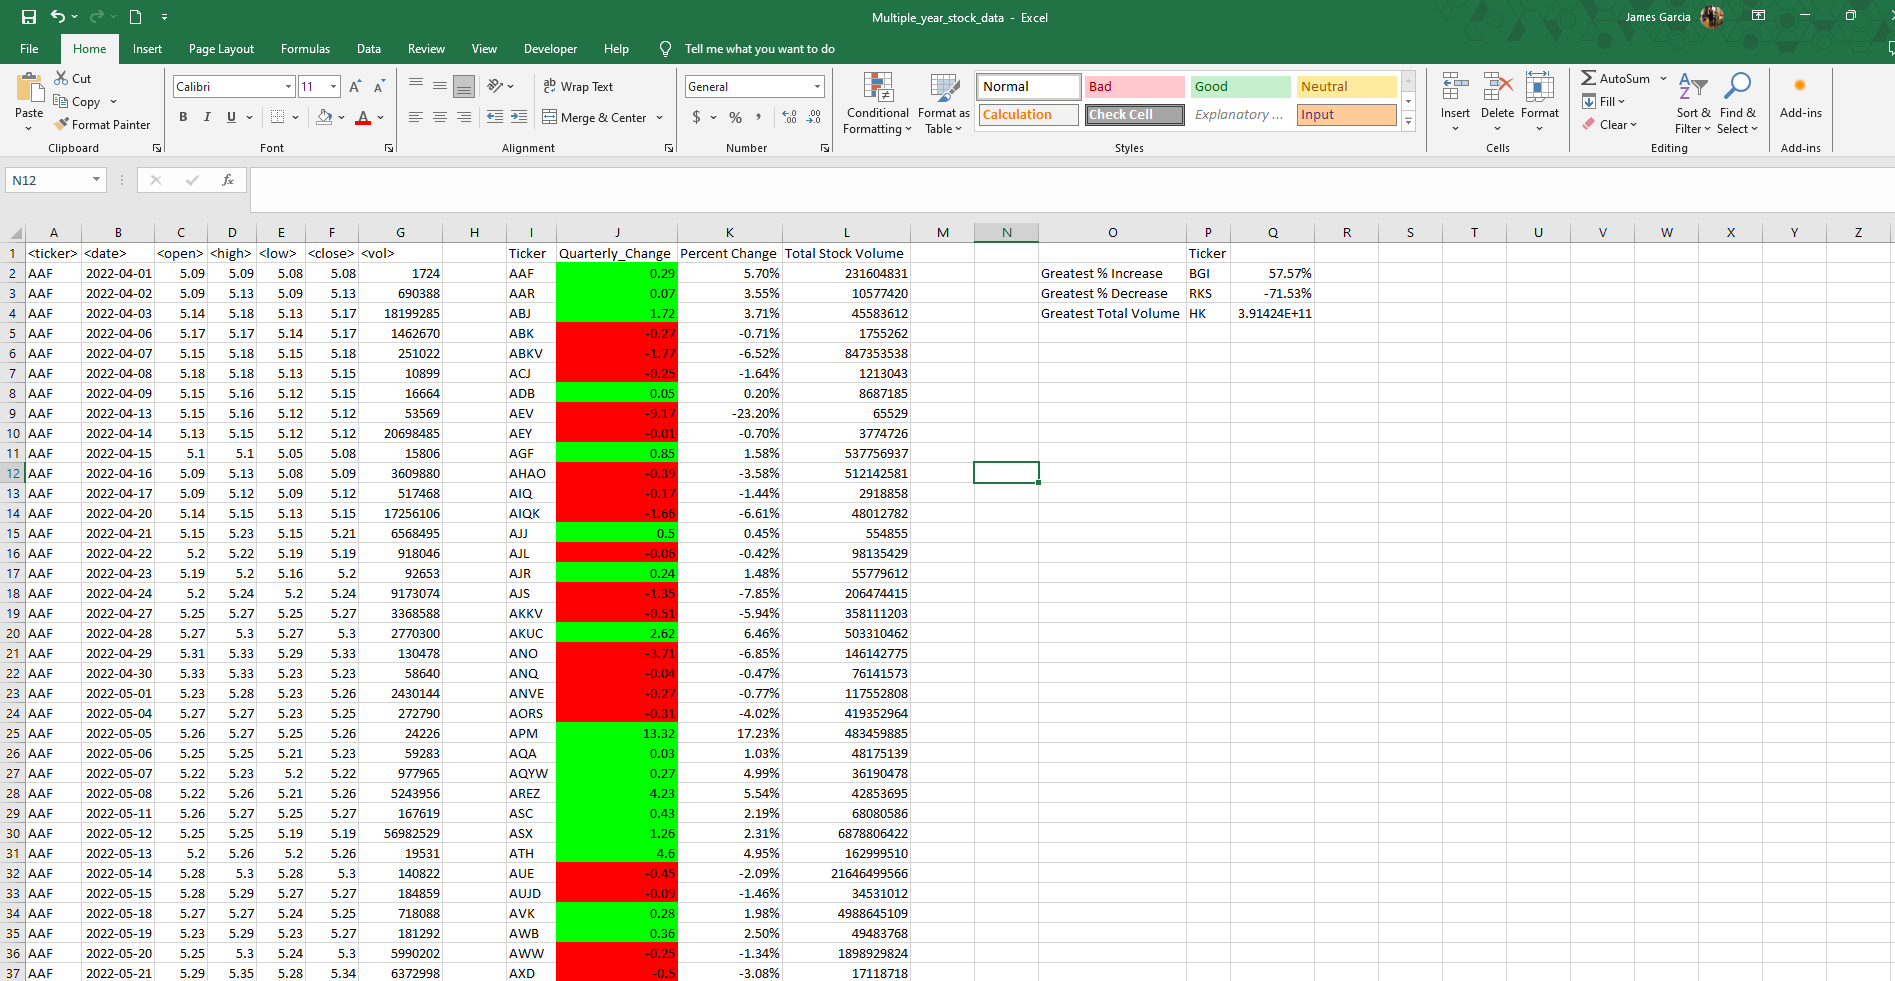 Multiple_year_stock_data - Excel
James Garcia
File Home Insert Page Layout Formulas Data Review View Developer Help Tell me what you want to do
Paste Cut Copy Format Painter Clipboard
Calibri 11 B I U Font
Wrap Text Merge & Center Alignment
General $ % , Number
Conditional Formatting Format as Table
Normal Bad Good Neutral
Calculation Check Cell Explanatory ... Input
Styles
Insert Delete Format Cells
AutoSum Fill Clear Sort & Filter Find & Select Editing
Add-ins Add-ins
N12 fx
A B C D E F G H I J K L M N O P Q R S T U V W X Y Z
1 <ticker> <date> <open> <high> <low> <close> <vol> Ticker Quarterly_Change Percent Change Total Stock Volume Ticker
2 AAF 2022-04-01 5.09 5.09 5.08 5.08 1724 AAF 0.29 5.70% 231604831 Greatest % Increase BGI 57.57%
3 AAF 2022-04-02 5.09 5.13 5.09 5.13 690388 AAR 0.07 3.55% 10577420 Greatest % Decrease RKS -71.53%
4 AAF 2022-04-03 5.14 5.18 5.13 5.17 18199285 ABJ 1.72 3.71% 45583612 Greatest Total Volume HK 3.91424E+11
5 AAF 2022-04-06 5.17 5.17 5.14 5.17 1462670 ABK -0.27 -0.71% 1755262
6 AAF 2022-04-07 5.15 5.18 5.15 5.18 251022 ABKV -1.77 -6.52% 847353538
7 AAF 2022-04-08 5.18 5.18 5.13 5.15 10899 ACJ -0.25 -1.64% 1213043
8 AAF 2022-04-09 5.15 5.16 5.12 5.15 16664 ADB 0.05 0.20% 8687185
9 AAF 2022-04-13 5.15 5.16 5.12 5.12 53569 AEV -9.17 -23.20% 65529
10 AAF 2022-04-14 5.13 5.15 5.12 5.12 20698485 AEY -0.01 -0.70% 3774726
11 AAF 2022-04-15 5.1 5.1 5.05 5.08 15806 AGF 0.85 1.58% 537756937
12 AAF 2022-04-16 5.09 5.13 5.08 5.09 3609880 AHAO -0.39 -3.58% 512142581
13 AAF 2022-04-17 5.09 5.12 5.09 5.12 517468 AIQ -0.17 -1.44% 2918858
14 AAF 2022-04-20 5.14 5.15 5.13 5.15 17256106 AIQK -1.66 -6.61% 48012782
15 AAF 2022-04-21 5.15 5.23 5.15 5.21 6568495 AJJ 0.5 0.45% 554855
16 AAF 2022-04-22 5.2 5.22 5.19 5.19 918046 AJL -0.06 -0.42% 98135429
17 AAF 2022-04-23 5.19 5.2 5.16 5.2 92653 AJR 0.24 1.48% 55779612
18 AAF 2022-04-24 5.2 5.24 5.2 5.24 9173074 AJS -1.35 -7.85% 206474415
19 AAF 2022-04-27 5.25 5.27 5.25 5.27 3368588 AKKV -0.51 -5.94% 358111203
20 AAF 2022-04-28 5.27 5.3 5.27 5.3 2770300 AKUC 2.62 6.46% 503310462
21 AAF 2022-04-29 5.31 5.33 5.29 5.33 130478 ANO -3.71 -6.85% 146142775
22 AAF 2022-04-30 5.33 5.33 5.23 5.23 58640 ANQ -0.04 -0.47% 76141573
23 AAF 2022-05-01 5.23 5.28 5.23 5.26 2430144 ANVE -0.27 -0.77% 117552808
24 AAF 2022-05-04 5.27 5.27 5.23 5.25 272790 AORS -0.31 -4.02% 419352964
25 AAF 2022-05-05 5.26 5.27 5.25 5.26 24226 APM 13.32 17.23% 483459885
26 AAF 2022-05-06 5.25 5.25 5.21 5.23 59283 AQA 0.03 1.03% 48175139
27 AAF 2022-05-07 5.22 5.23 5.2 5.22 977965 AQYW 0.27 4.99% 36190478
28 AAF 2022-05-08 5.22 5.26 5.21 5.26 5243956 AREZ 4.23 5.54% 42853695
29 AAF 2022-05-11 5.26 5.27 5.25 5.27 167619 ASC 0.43 2.19% 68080586
30 AAF 2022-05-12 5.25 5.25 5.19 5.19 56982529 ASX 1.26 2.31% 6878806422
31 AAF 2022-05-13 5.2 5.26 5.2 5.26 19531 ATH 4.6 4.95% 162999510
32 AAF 2022-05-14 5.28 5.3 5.28 5.3 140822 AUE -0.45 -2.09% 21646499566
33 AAF 2022-05-15 5.28 5.29 5.27 5.27 184859 AUJD -0.09 -1.46% 34531012
34 AAF 2022-05-18 5.27 5.27 5.24 5.25 718088 AVK 0.28 1.98% 4988645109
35 AAF 2022-05-19 5.23 5.29 5.23 5.27 181292 AWB 0.36 2.50% 49483768
36 AAF 2022-05-20 5.25 5.3 5.24 5.3 5990202 AWW -0.25 -1.34% 1898929824
37 AAF 2022-05-21 5.29 5.35 5.28 5.34 6372998 AXD -0.5 -3.08% 17118718